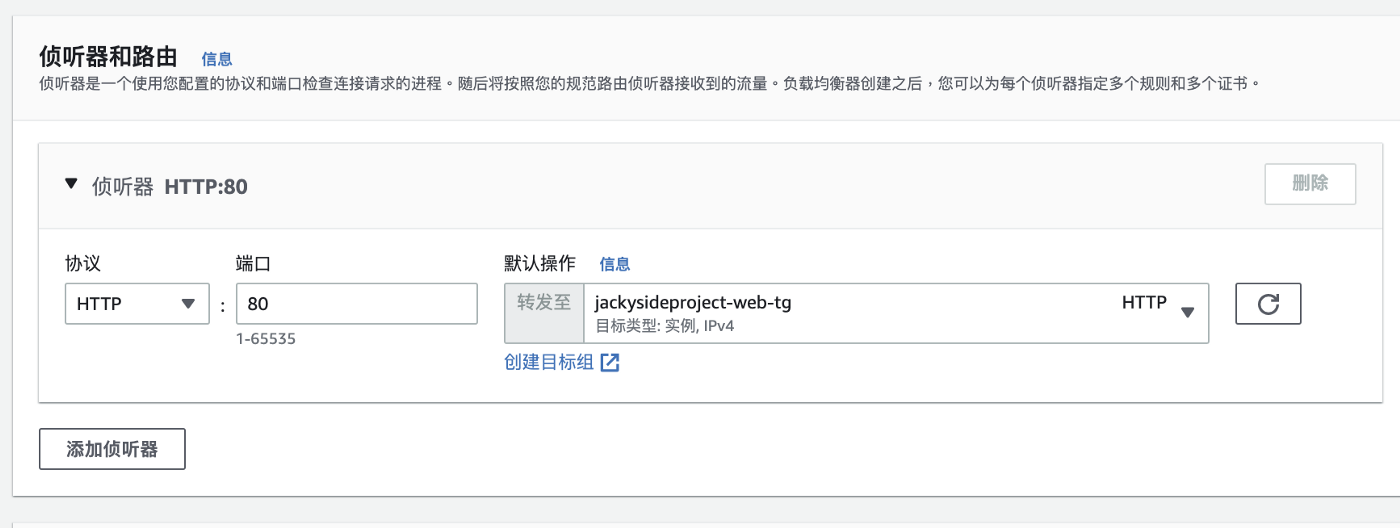 侦听器和路由 信息
侦听器是一个使用您配置的协议和端口检查连接请求的进程。随后将按照您的规范路由侦听器接收到的流量。负载均衡器创建之后，您可以为每个侦听器指定多个规则和多个证书。
侦听器 HTTP:80 删除
协议 端口 默认操作 信息
HTTP : 80 转发至 jackysideproject-web-tg HTTP
目标类型: 实例, IPv4
1-65535
创建目标组
添加侦听器